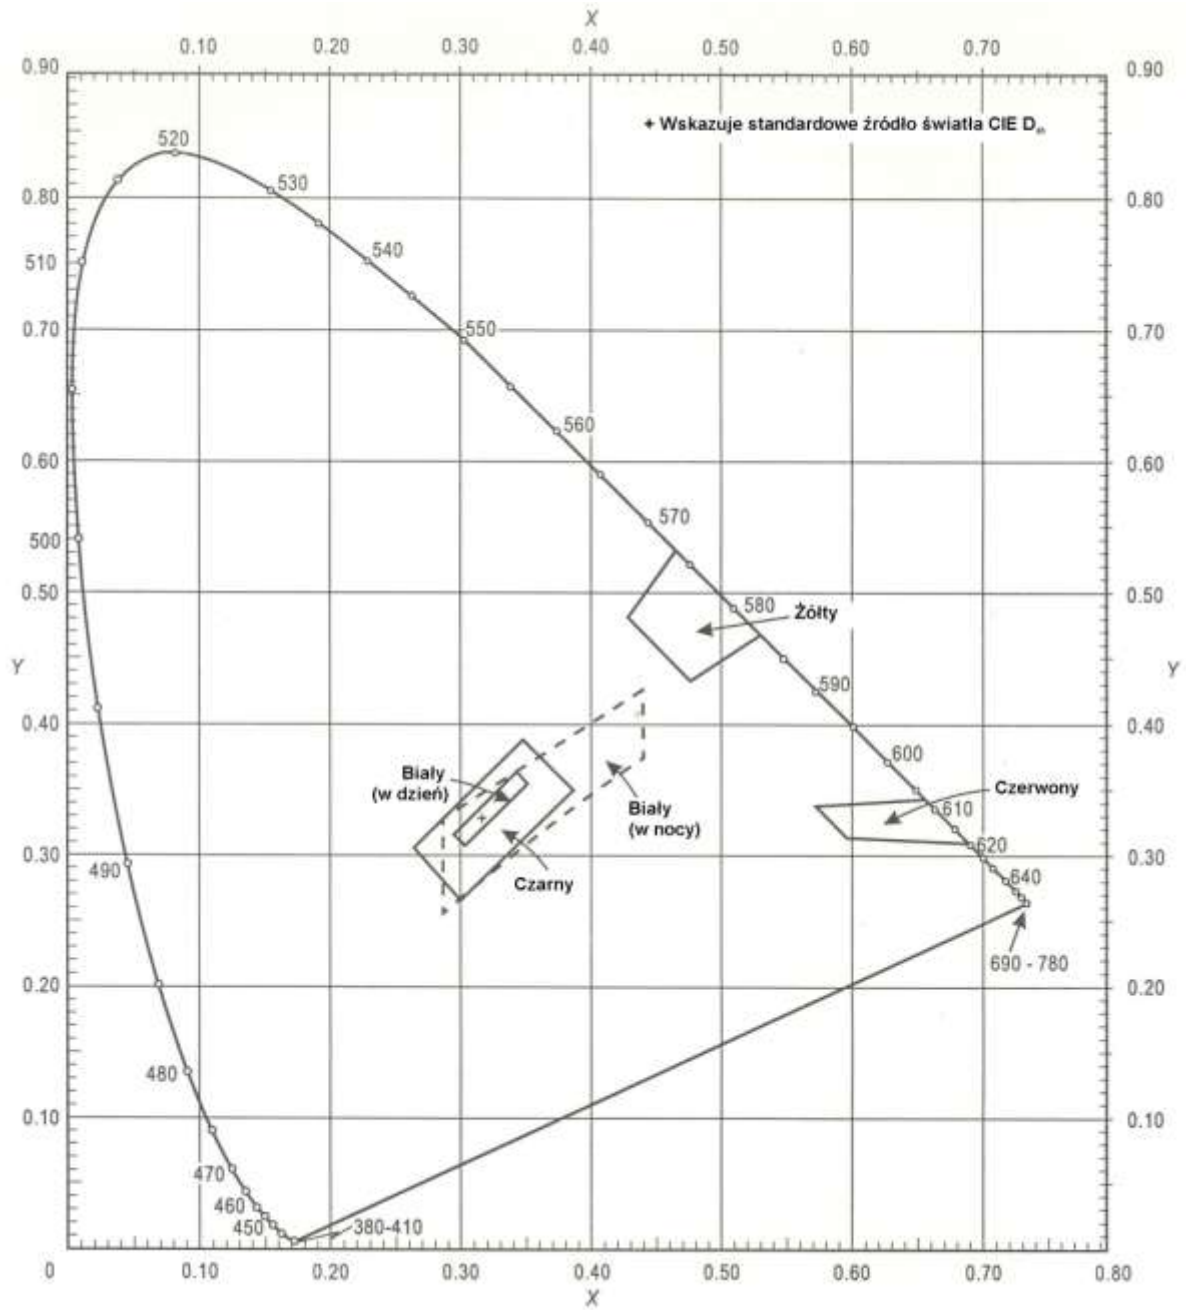 X
0.10 0.20 0.30 0.40 0.50 0.60 0.70
0.90 0.90
+ Wskazuje standardowe źródło światła CIE D
520
530
0.80 0.80
540
510
550
0.70 0.70
560
0.60 0.60
570
500
0.50 0.50
580 Żółty
Y Y
590
0.40 0.40
600
Biały
(w dzień)
Czerwony
Biały
(w nocy)
610
620
0.30 0.30
490
640
Czarny
690 - 780
0.20 0.20
480
0.10 0.10
470
460
450
380-410
0 0.10 0.20 0.30 0.40 0.50 0.60 0.70 0.80
X